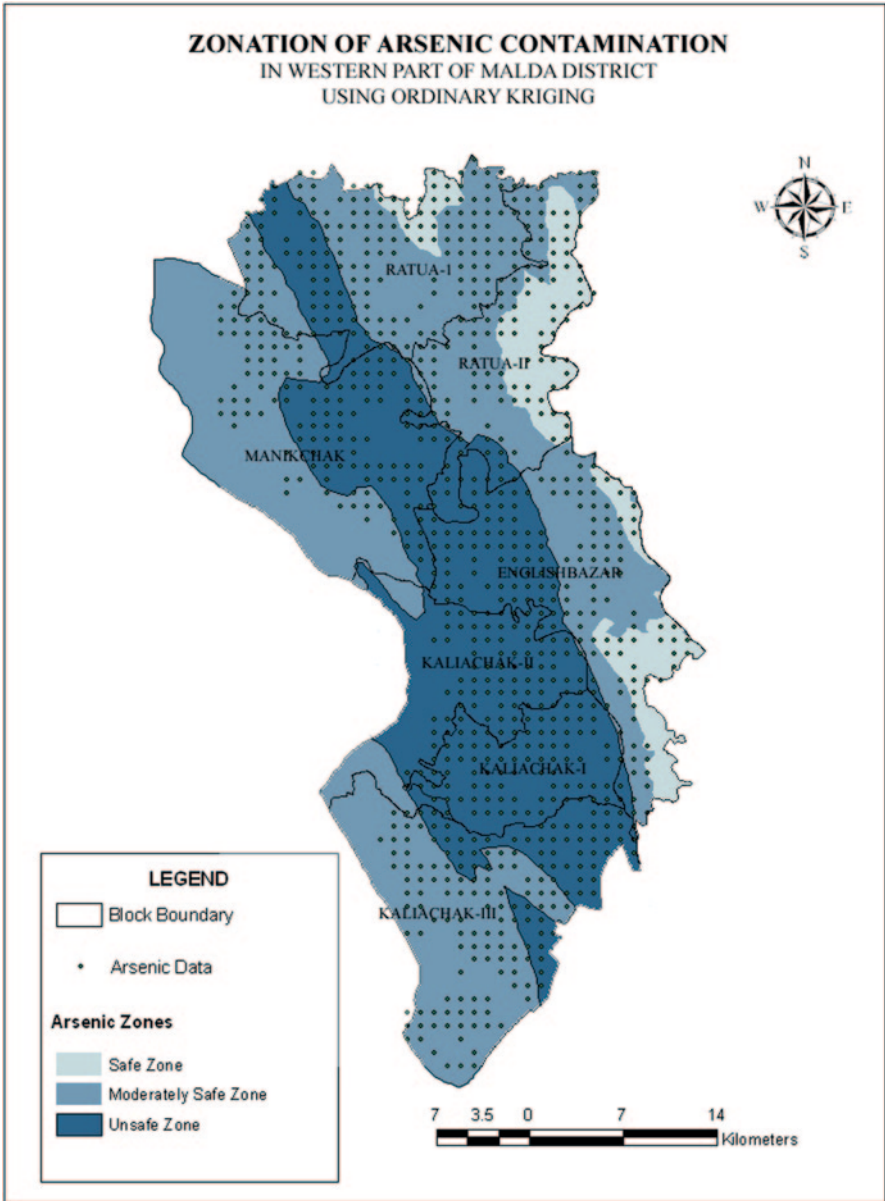 ZONATION OF ARSENIC CONTAMINATION
IN WESTERN PART OF MALDA DISTRICT
USING ORDINARY KRIGING
N
W E
S
RATUA-I
RATUA-II
MANIKCHAK
ENGLISHBAZAR
KALIACHAK-II
KALIACHAK-I
KALIACHAK-III
LEGEND
Block Boundary
Arsenic Data
Arsenic Zones
Safe Zone
Moderately Safe Zone
Unsafe Zone
7 3.5 0 7 14
Kilometers